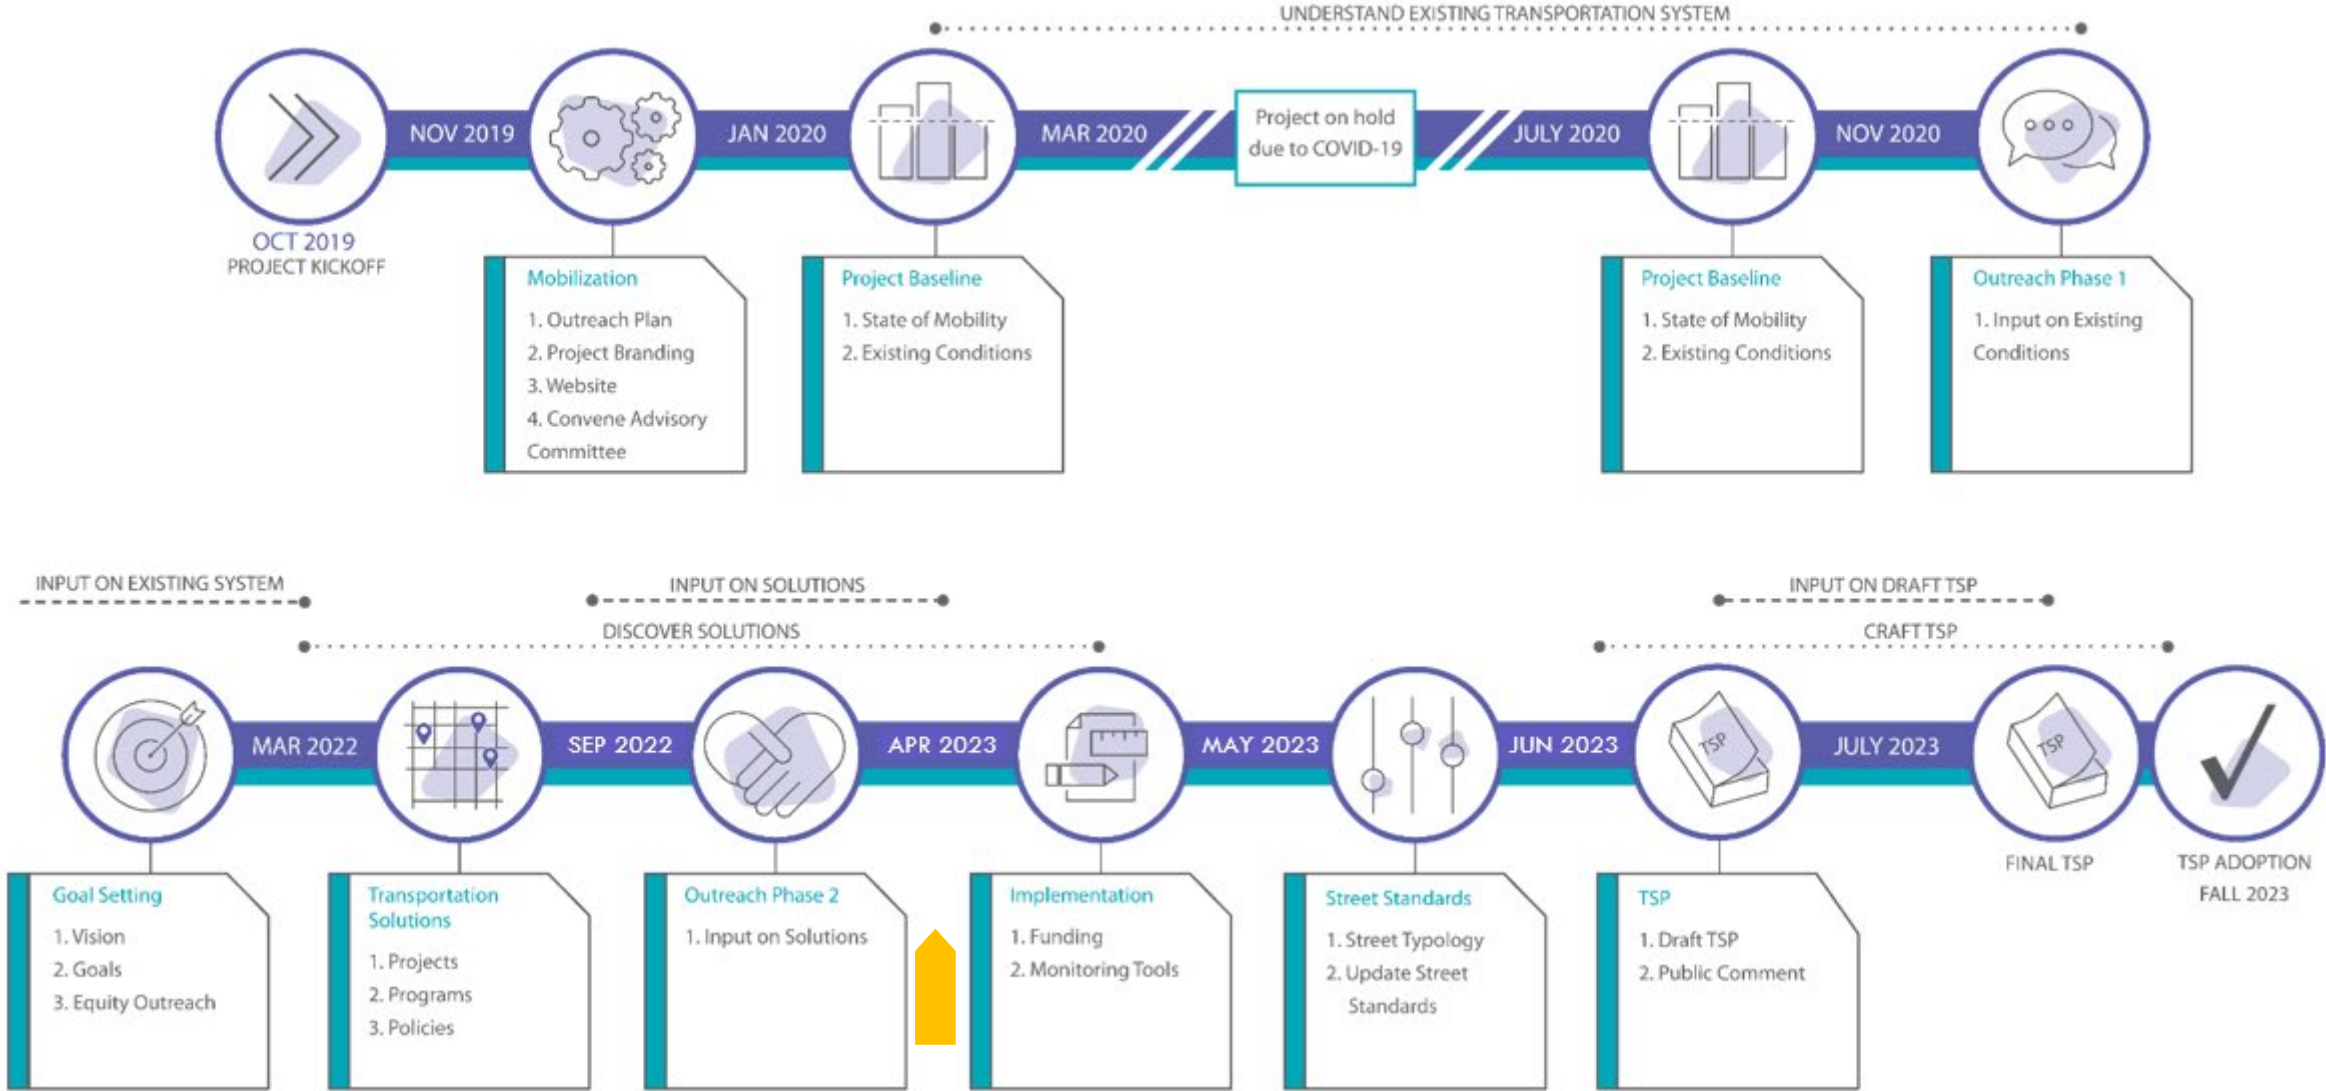 UNDERSTAND EXISTING TRANSPORTATION SYSTEM
NOV 2019
JAN 2020
MAR 2020
Project on hold
due to COVID-19
JULY 2020
NOV 2020
OCT 2019
PROJECT KICKOFF
Mobilization
1. Outreach Plan
2. Project Branding
3. Website
4. Convene Advisory
Committee
Project Baseline
1. State of Mobility
2. Existing Conditions
Project Baseline
1. State of Mobility
2. Existing Conditions
Outreach Phase 1
1. Input on Existing
Conditions
INPUT ON EXISTING SYSTEM
INPUT ON SOLUTIONS
DISCOVER SOLUTIONS
INPUT ON DRAFT TSP
CRAFT TSP
MAR 2022
SEP 2022
APR 2023
MAY 2023
JUN 2023
TSP
JULY 2023
TSP
Goal Setting
1. Vision
2. Goals
3. Equity Outreach
Transportation
Solutions
1. Projects
2. Programs
3. Policies
Outreach Phase 2
1. Input on Solutions
Implementation
1. Funding
2. Monitoring Tools
Street Standards
1. Street Typology
2. Update Street
Standards
TSP
1. Draft TSP
2. Public Comment
FINAL TSP
TSP ADOPTION
FALL 2023